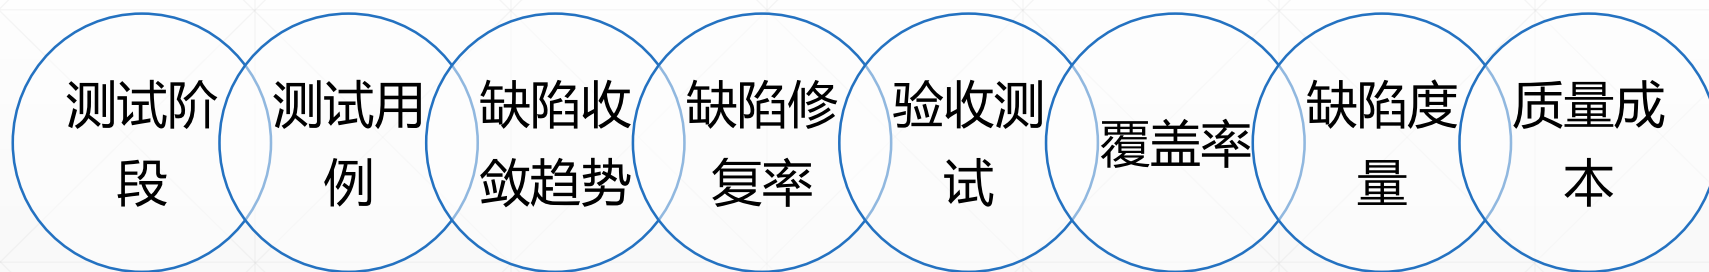 测试阶
段
测试用
例
缺陷收
敛趋势
缺陷修
复率
验收测
试
覆盖率
缺陷度
量
质量成
本